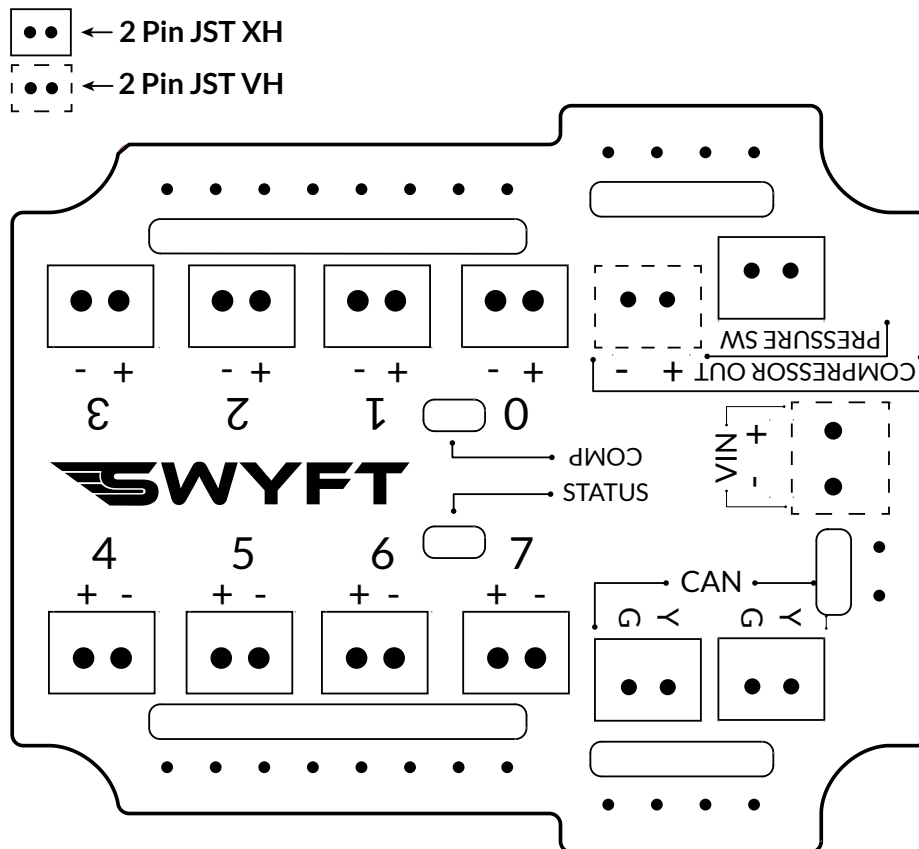 2 Pin JST XH
2 Pin JST VH
PRESSURE SW
- + COMPRESSOR OUT
- + - + - + - +
3 2 1 0
VIN + -
COMP
SWYFT
STATUS
4 5 6 7
CAN
+ - + - + - + -
G Y G Y